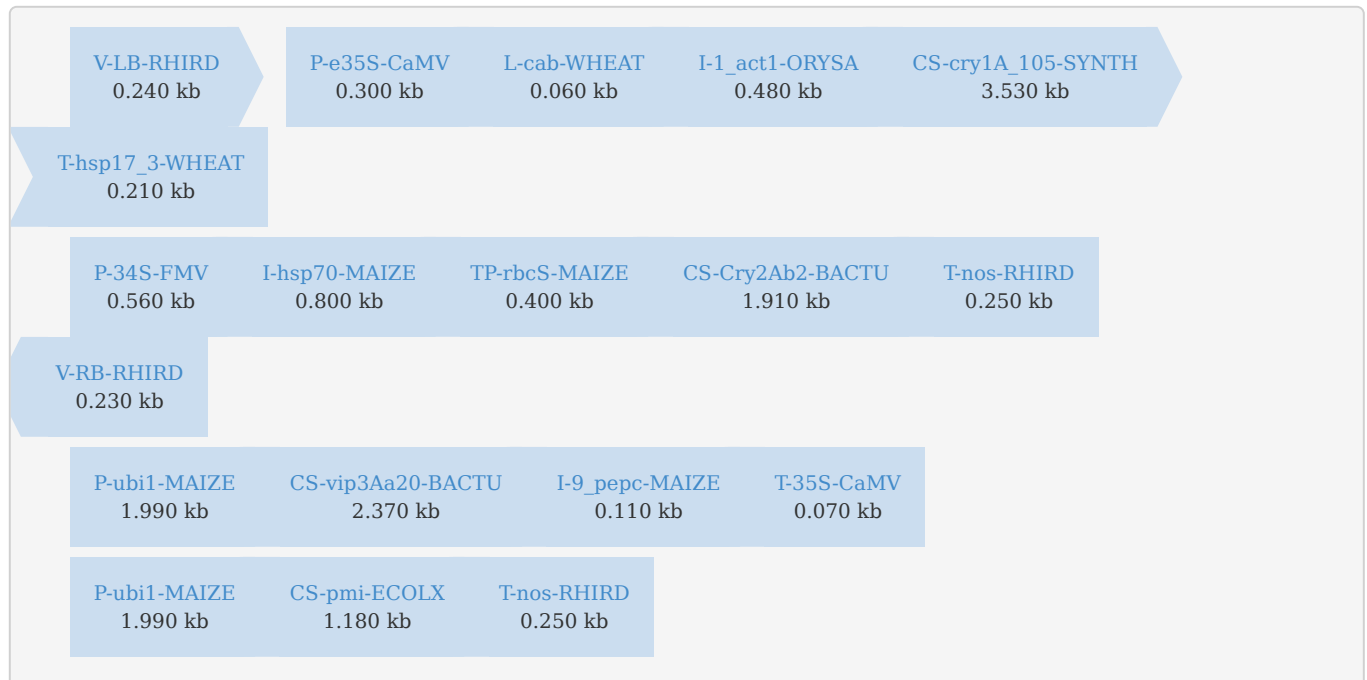 V-LB-RHIRD P-e35S-CaMV L-cab-WHEAT I-1_act1-ORYSA CS-cry1A_105-SYNTH
0.240 kb 0.300 kb 0.060 kb 0.480 kb 3.530 kb
T-hsp17_3-WHEAT
0.210 kb
P-34S-FMV I-hsp70-MAIZE TP-rbcS-MAIZE CS-Cry2Ab2-BACTU T-nos-RHIRD
0.560 kb 0.800 kb 0.400 kb 1.910 kb 0.250 kb
V-RB-RHIRD
0.230 kb
P-ubi1-MAIZE CS-vip3Aa20-BACTU I-9_pepc-MAIZE T-35S-CaMV
1.990 kb 2.370 kb 0.110 kb 0.070 kb
P-ubi1-MAIZE CS-pmi-ECOLX T-nos-RHIRD
1.990 kb 1.180 kb 0.250 kb